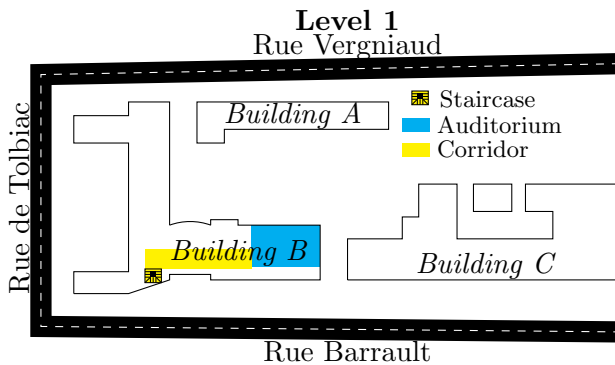 Level 1
Rue Vergniaud
Building A
Staircase
Auditorium
Corridor
Rue de Tolbiac
Building B
Building C
Rue Barrault